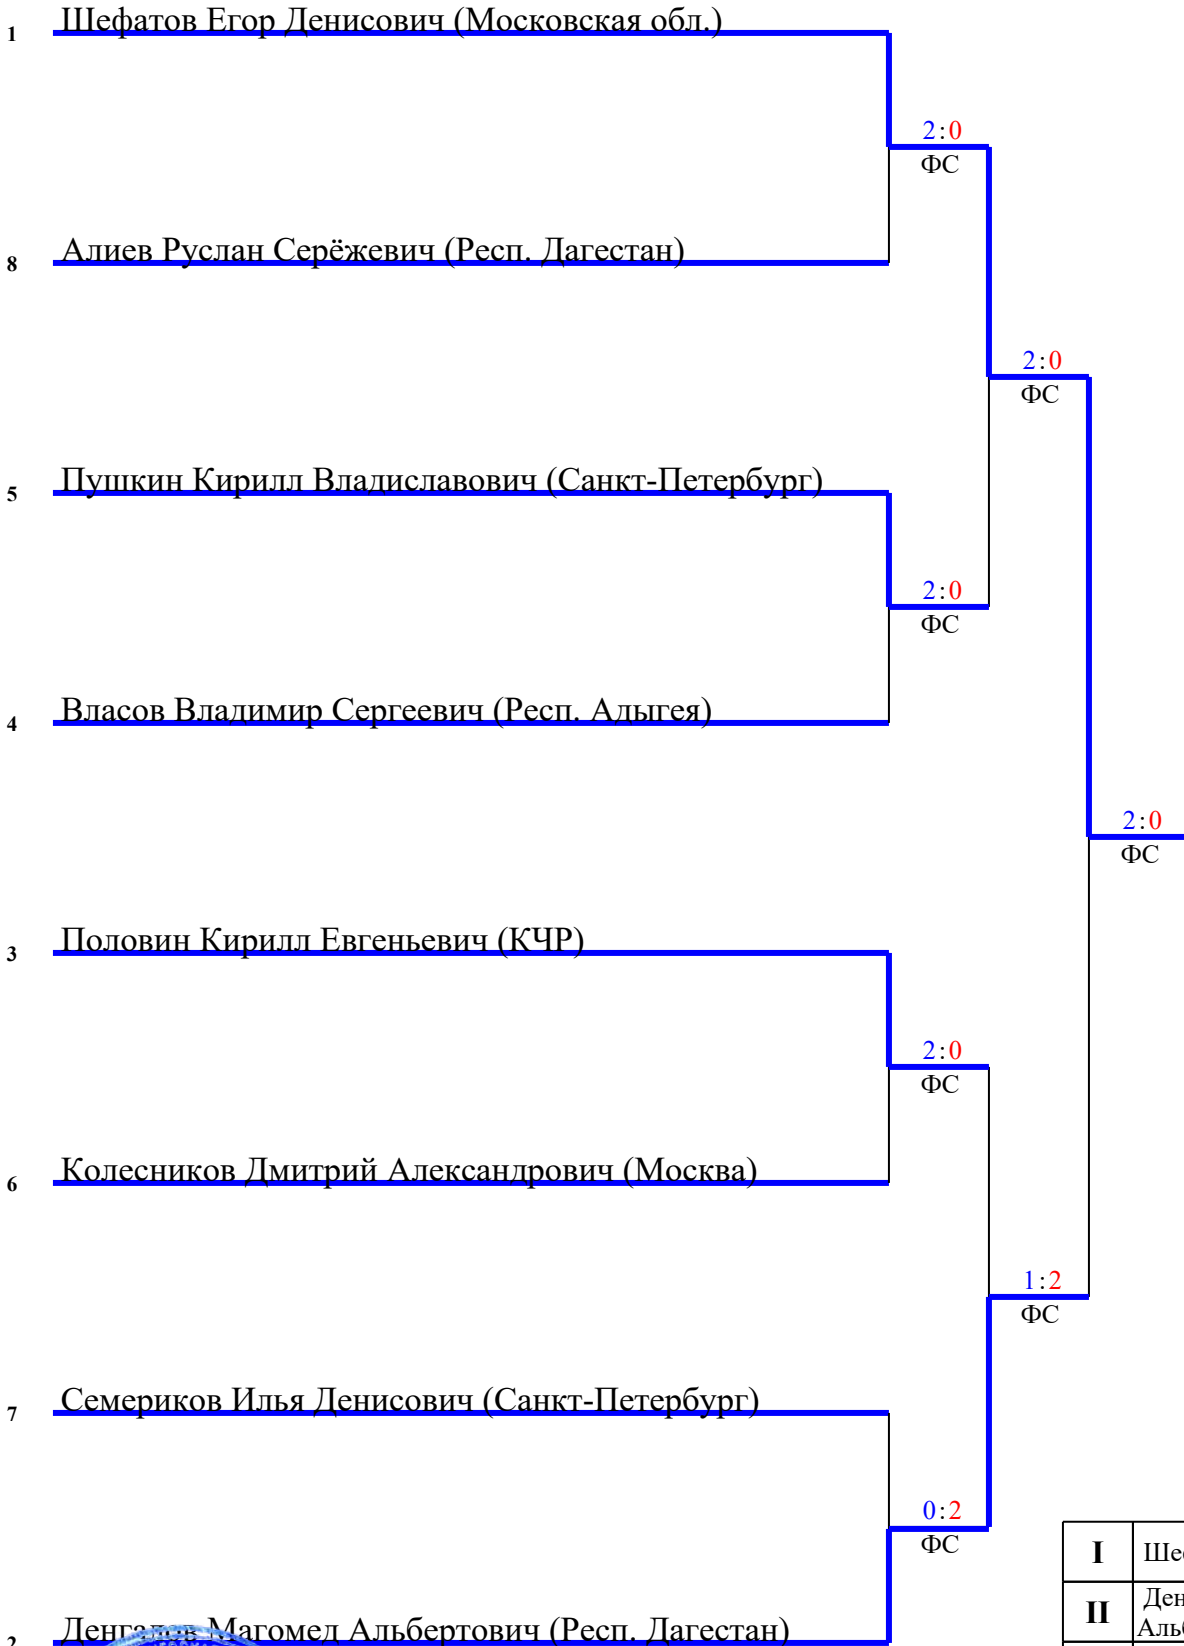 1 Шефатов Егор Денисович (Московская обл.)
2:0
ФС
8 Алиев Руслан Серёжевич (Респ. Дагестан)
2:0
ФС
5 Пушкин Кирилл Владиславович (Санкт-Петербург)
2:0
ФС
4 Власов Владимир Сергеевич (Респ. Адыгея)
2:0
ФС
3 Половин Кирилл Евгеньевич (КЧР)
2:0
ФС
6 Колесников Дмитрий Александрович (Москва)
1:2
ФС
7 Семериков Илья Денисович (Санкт-Петербург)
0:2
ФС
I
II
2 Магомед Альбертович (Респ. Дагестан)